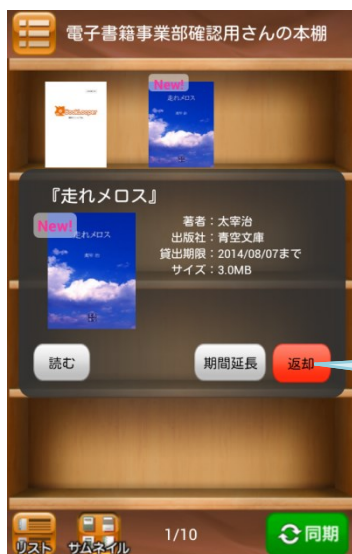 電子書籍事業部確認用さんの本棚
New!
走れメロス
『走れメロス』
New!
走れメロス
著者：太宰治
出版社：青空文庫
貸出期限：2014/08/07まで
サイズ：3.0MB
読む
期間延長
返却
リスト
サムネイル
1/10
同期